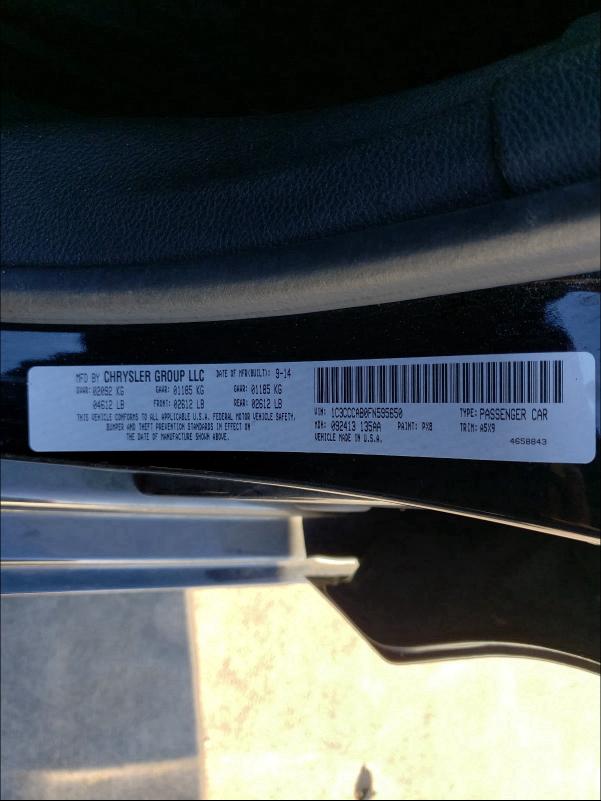 MFD BY CHRYSLER GROUP LLC DATE OF MFR(BUILT): 9-14
GVWR: 02092 KG GAWR: 01185 KG GAWR: 01185 KG
04612 LB FRONT: 02612 LB REAR: 02612 LB
THIS VEHICLE CONFORMS TO ALL APPLICABLE U.S.A. FEDERAL MOTOR VEHICLE SAFETY,
BUMPER AND THEFT PREVENTION STANDARDS IN EFFECT ON
THE DATE OF MANUFACTURE SHOWN ABOVE.
VIN: 1C3CCCAB0FN595650 TYPE: PASSENGER CAR
MDH: 092413 135AA PAINT: PX8 TRIM: A5X9
VEHICLE MADE IN U.S.A. 4658843